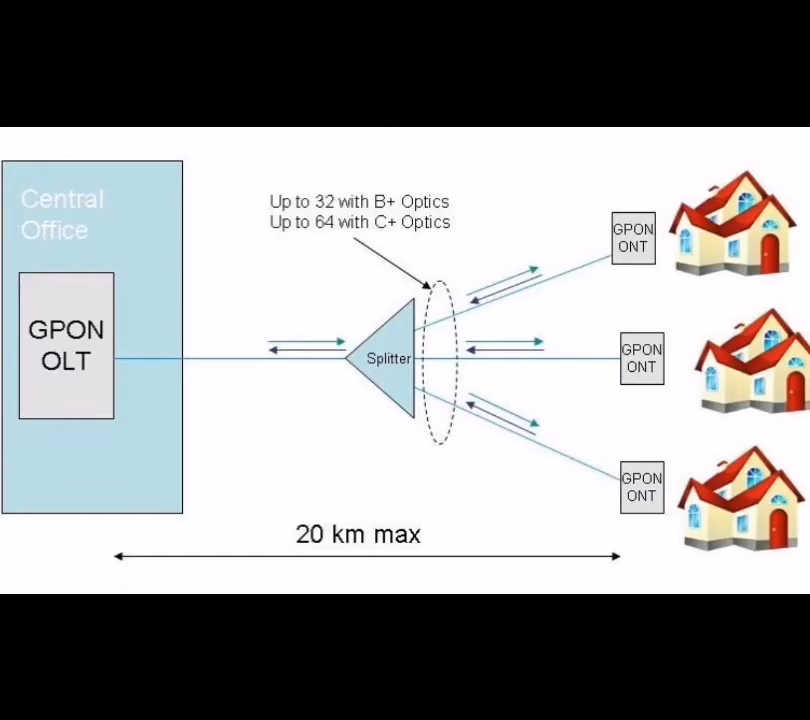 Central
Office
GPON
OLT
Up to 32 with B+ Optics
Up to 64 with C+ Optics
Splitter
GPON
ONT
GPON
ONT
GPON
ONT
20 km max